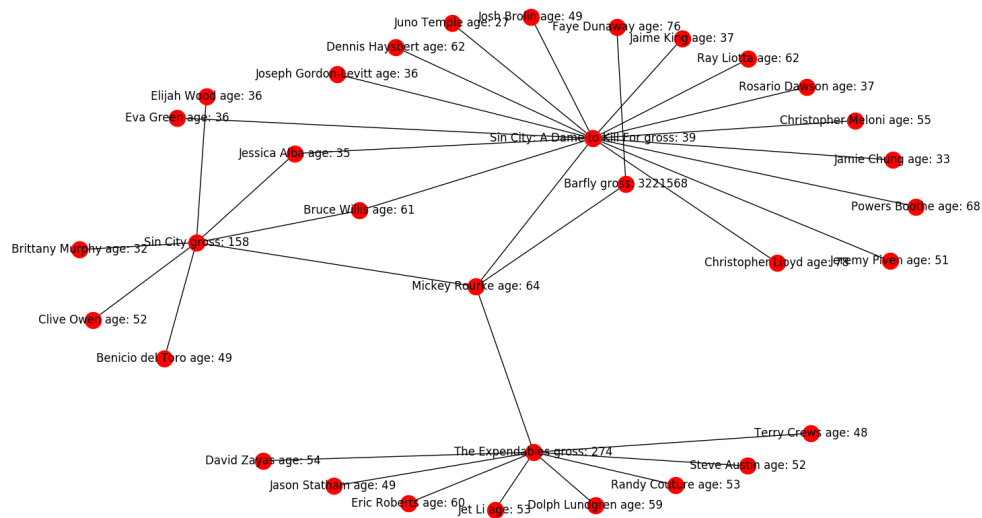 Josh Brolin age: 49
Juno Temple age: 27
Faye Dunaway age: 76
Jaime King age: 37
Dennis Haysbert age: 62
Ray Liotta age: 62
Joseph Gordon-Levitt age: 36
Rosario Dawson age: 37
Elijah Wood age: 36
Eva Green age: 36
Christopher Meloni age: 55
Sin City: A Dame to Kill For gross: 39
Jessica Alba age: 35
Jamie Chung age: 33
Barfly gross: 3221568
Bruce Willis age: 61
Powers Boothe age: 68
Sin City gross: 158
Brittany Murphy age: 32
Christopher Lloyd age: 78
Jeremy Piven age: 51
Mickey Rourke age: 64
Clive Owen age: 52
Benicio del Toro age: 49
Terry Crews age: 48
The Expendables gross: 274
David Zayas age: 54
Steve Austin age: 52
Jason Statham age: 49
Randy Couture age: 53
Eric Roberts age: 60
Dolph Lundgren age: 59
Jet Li age: 53